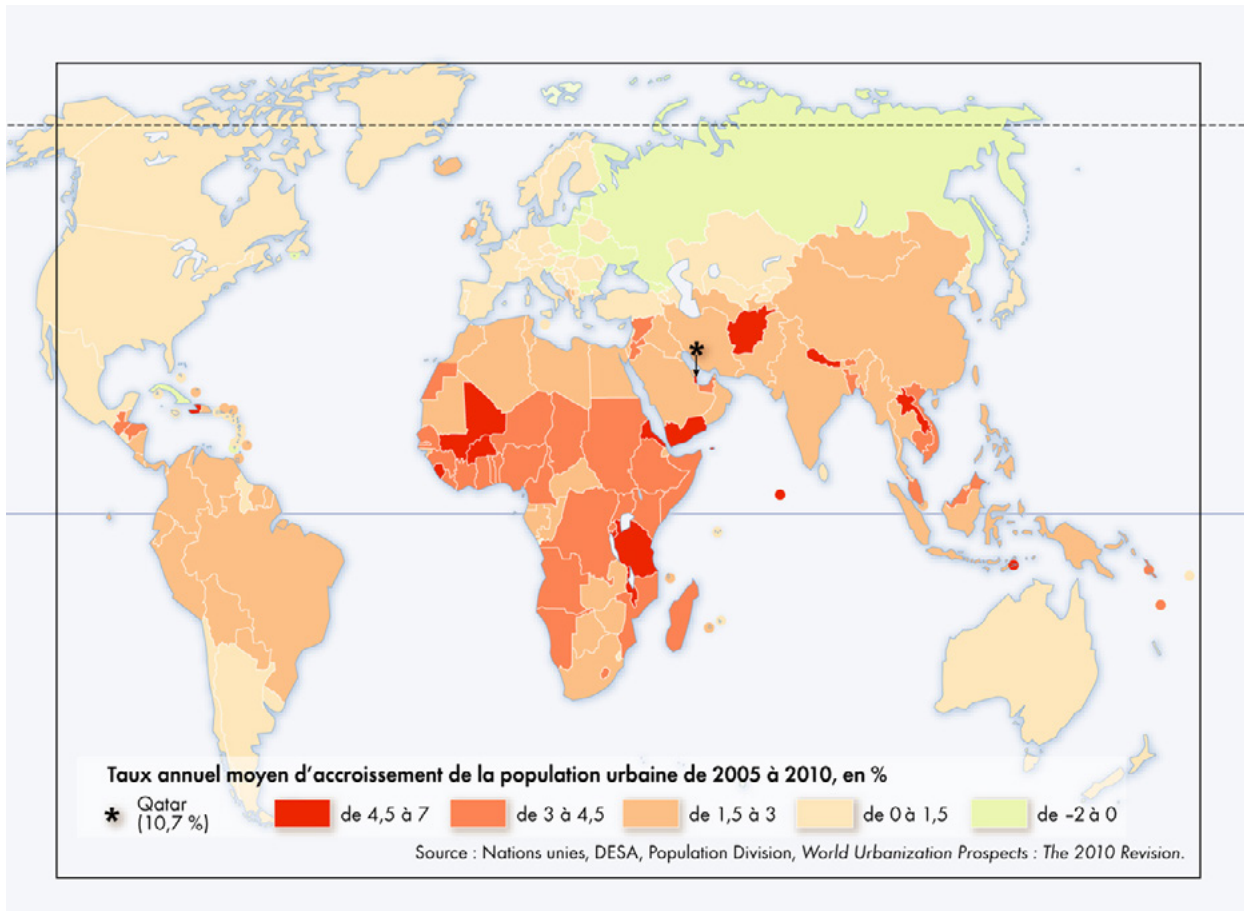 *
Taux annuel moyen d’accroissement de la population urbaine de 2005 à 2010, en %
* Qatar
(10,7 %)
de 4,5 à 7
de 3 à 4,5
de 1,5 à 3
de 0 à 1,5
de –2 à 0
Source : Nations unies, DESA, Population Division, World Urbanization Prospects : The 2010 Revision.